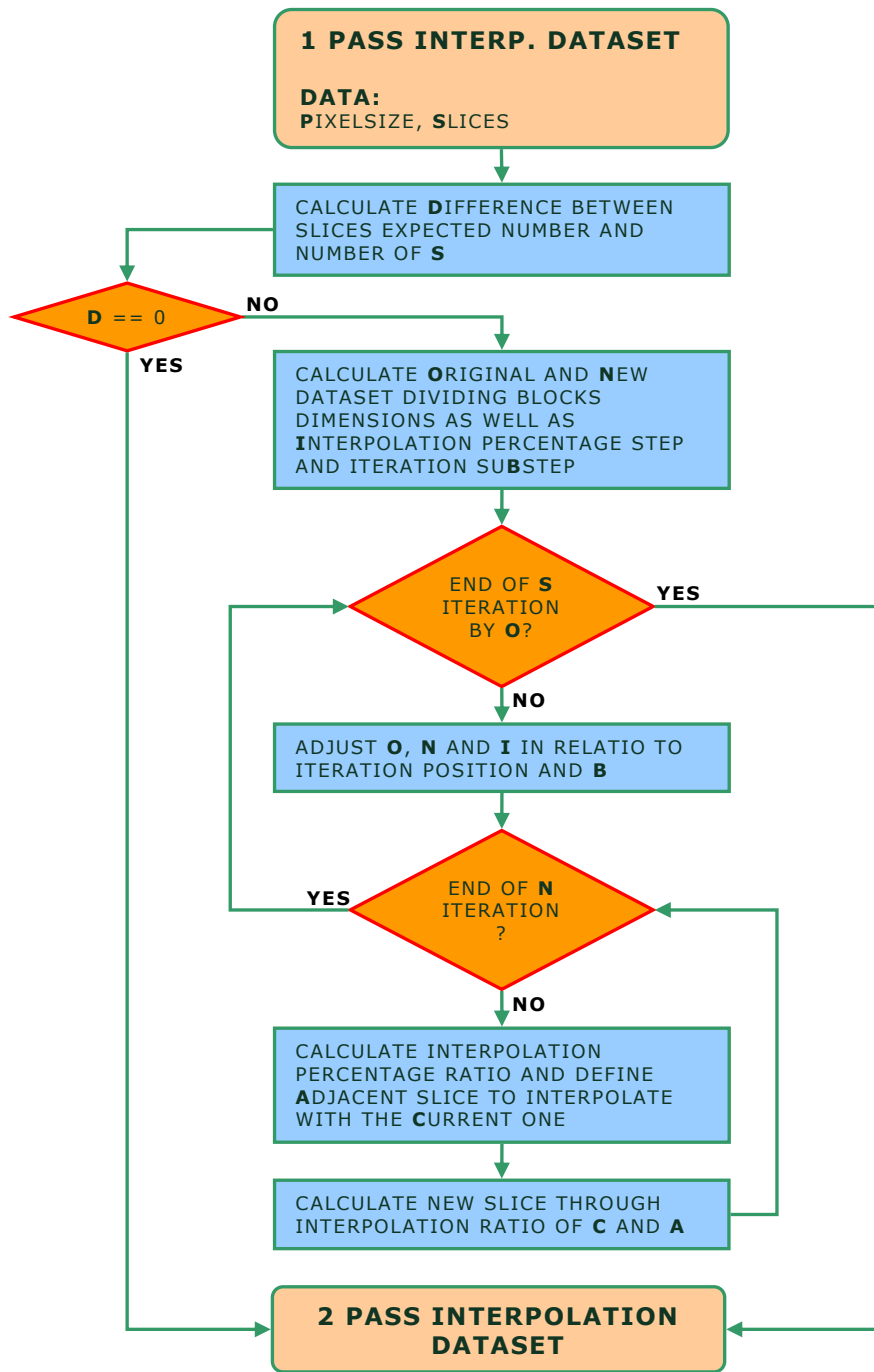 1 PASS INTERP. DATASET
DATA:
PIXELSIZE, SLICES
CALCULATE DIFFERENCE BETWEEN
SLICES EXPECTED NUMBER AND
NUMBER OF S
D == 0
NO
YES
CALCULATE ORIGINAL AND NEW
DATASET DIVIDING BLOCKS
DIMENSIONS AS WELL AS
INTERPOLATION PERCENTAGE STEP
AND ITERATION SUBSTEP
END OF S
ITERATION
BY O?
YES
NO
ADJUST O, N AND I IN RELATIO TO
ITERATION POSITION AND B
END OF N
ITERATION
?
YES
NO
CALCULATE INTERPOLATION
PERCENTAGE RATIO AND DEFINE
ADJACENT SLICE TO INTERPOLATE
WITH THE CURRENT ONE
CALCULATE NEW SLICE THROUGH
INTERPOLATION RATIO OF C AND A
2 PASS INTERPOLATION
DATASET